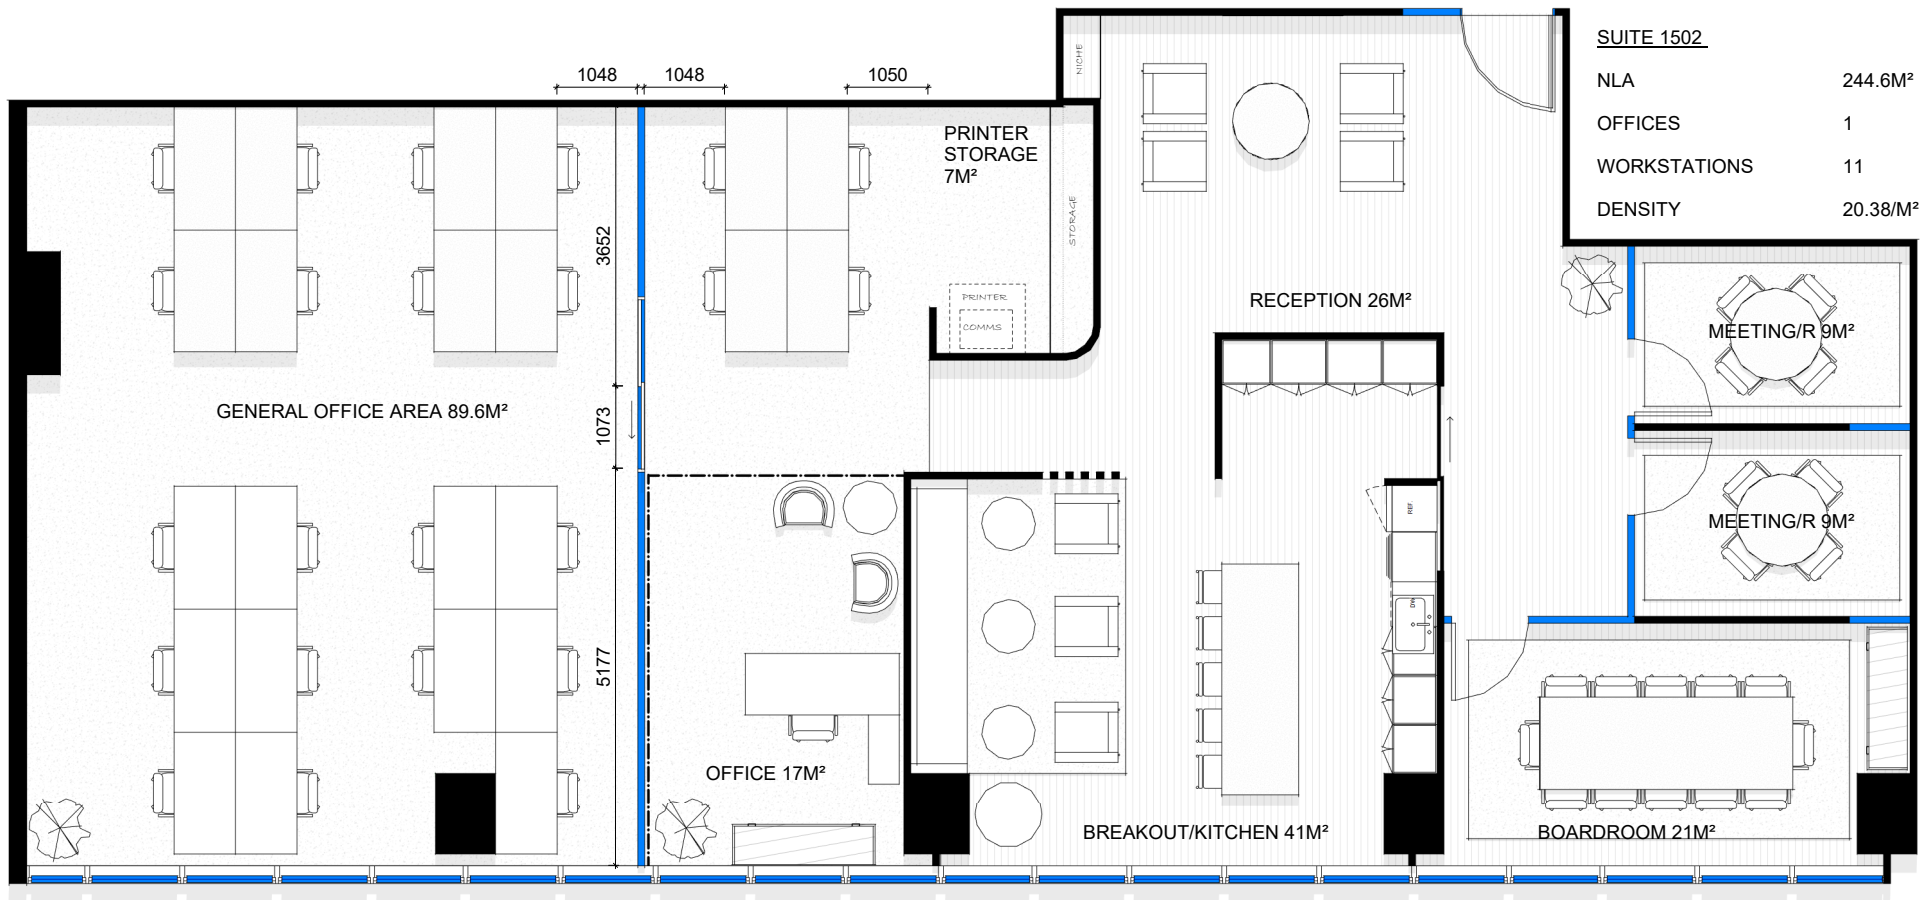 SUITE 1502
NLA 244.6M²
OFFICES 1
WORKSTATIONS 11
DENSITY 20.38/M²
1048
1048
1050
NICHE
PRINTER
STORAGE
7M²
STORAGE
3652
PRINTER
COMMS
RECEPTION 26M²
MEETING/R 9M²
GENERAL OFFICE AREA 89.6M²
1073
REF
MEETING/R 9M²
DW
5177
OFFICE 17M²
BREAKOUT/KITCHEN 41M²
BOARDROOM 21M²